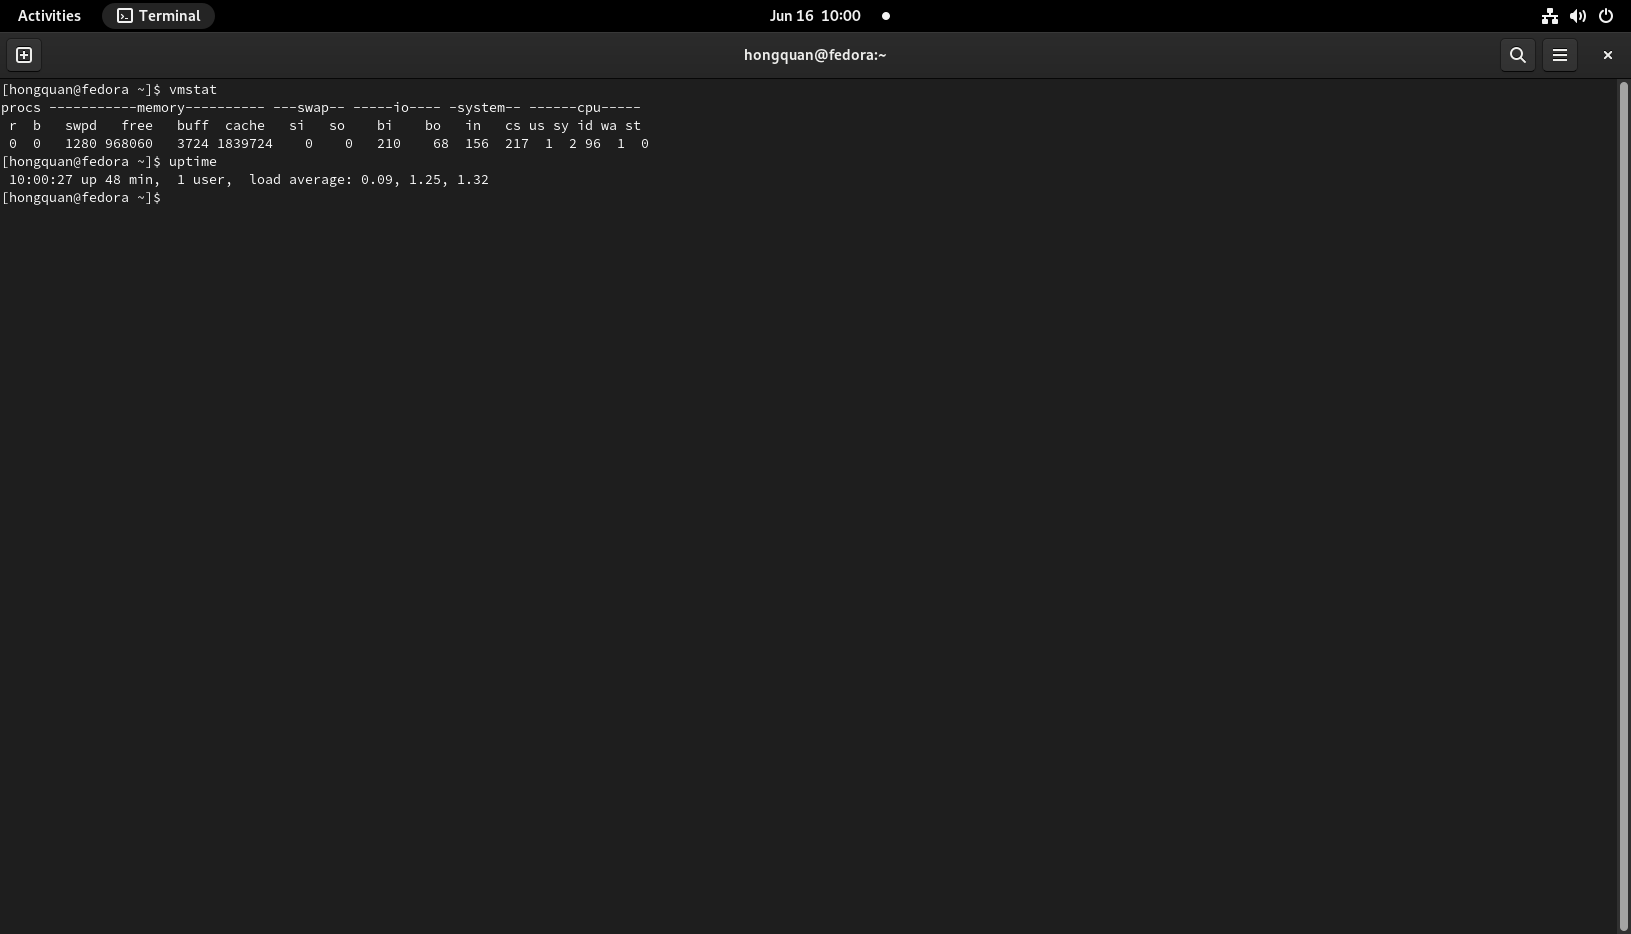 Activities Terminal Jun 16 10:00
hongquan@fedora:~
[hongquan@fedora ~]$ vmstat
procs -----------memory---------- ---swap-- -----io---- -system-- ------cpu-----
 r  b   swpd   free   buff  cache   si   so    bi    bo   in   cs us sy id wa st
 0  0   1280 968060   3724 1839724    0    0   210    68  156  217  1  2 96  1  0
[hongquan@fedora ~]$ uptime
 10:00:27 up 48 min,  1 user,  load average: 0.09, 1.25, 1.32
[hongquan@fedora ~]$